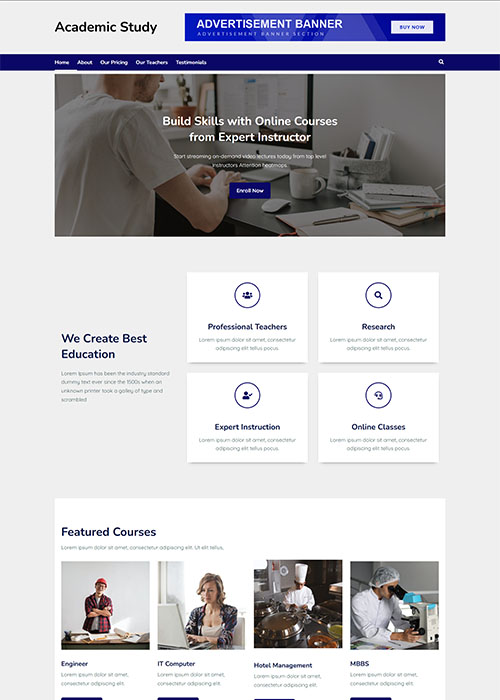 Academic Study
ADVERTISEMENT BANNER
ADVERTISEMENT BANNER SECTION
BUY NOW
Home About Our Pricing Our Teachers Testimonials
Build Skills with Online Courses
from Expert Instructor
Start streaming on-demand video lectures today from top level
instructors Attention heatmaps.
Enroll Now
We Create Best
Education
Lorem Ipsum has been the industry standard
dummy text ever since the 1500s when an
unknown printer took a galley of type and
scrambled
Professional Teachers
Lorem ipsum dolor sit amet, consectetur
adipiscing elit tellus pocus.
Research
Lorem ipsum dolor sit amet, consectetur
adipiscing elit tellus pocus.
Expert Instruction
Lorem ipsum dolor sit amet, consectetur
adipiscing elit tellus pocus.
Online Classes
Lorem ipsum dolor sit amet, consectetur
adipiscing elit tellus pocus.
Featured Courses
Lorem ipsum dolor sit amet, consectetur adipiscing elit. Ut elit tellus,
Engineer
Lorem ipsum dolor sit amet,
consectetur adipiscing elit.
IT Computer
Lorem ipsum dolor sit amet,
consectetur adipiscing elit.
Hotel Management
Lorem ipsum dolor sit amet,
consectetur adipiscing elit.
MBBS
Lorem ipsum dolor sit amet,
consectetur adipiscing elit.